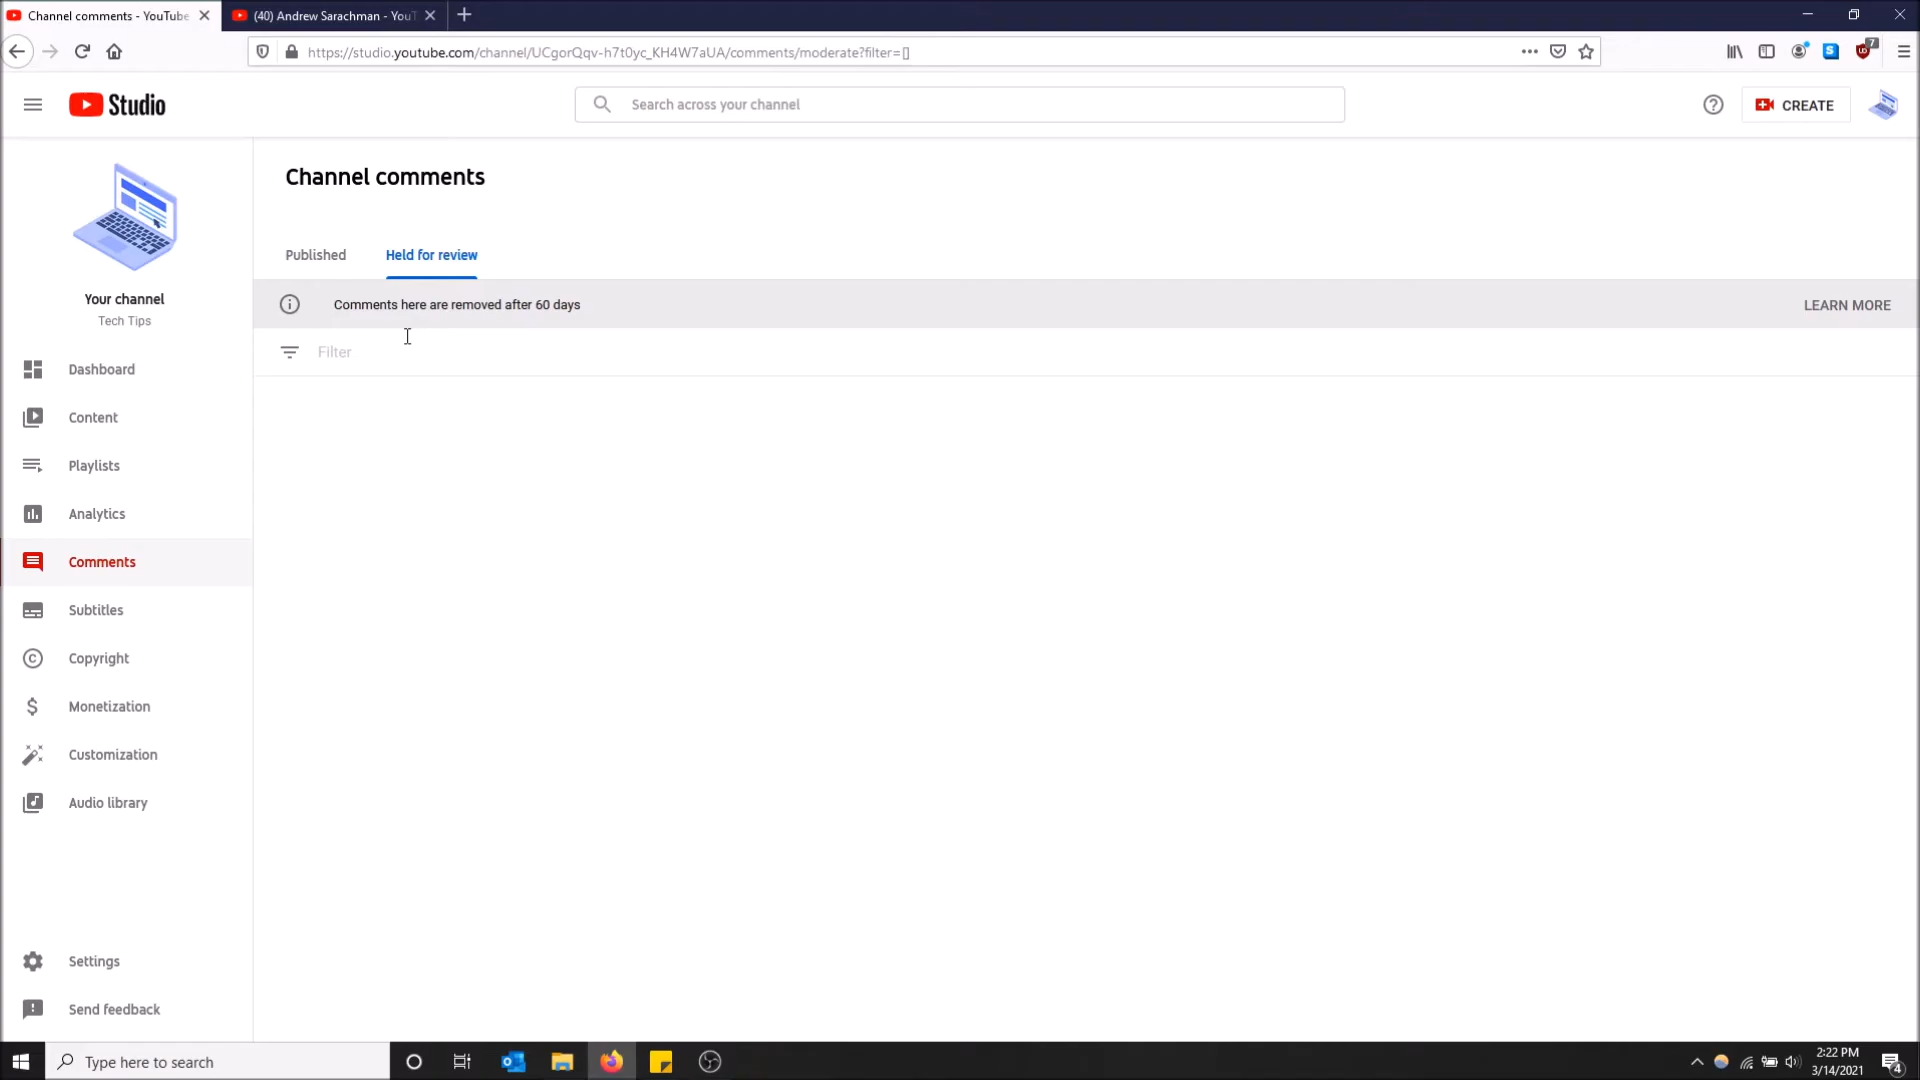 Channel comments - YouTube
(40) Andrew Sarachman - YouT
https://studio.youtube.com/channel/UCgorQqv-h7t0yc_KH4W7aUA/comments/moderate?filter=[]
7
Studio
Search across your channel
CREATE
Channel comments
Your channel
Tech Tips
Published
Held for review
Comments here are removed after 60 days
LEARN MORE
Filter
Dashboard
Content
Playlists
Analytics
Comments
Subtitles
Copyright
Monetization
Customization
Audio library
Settings
Send feedback
Type here to search
2:22 PM
3/14/2021
4